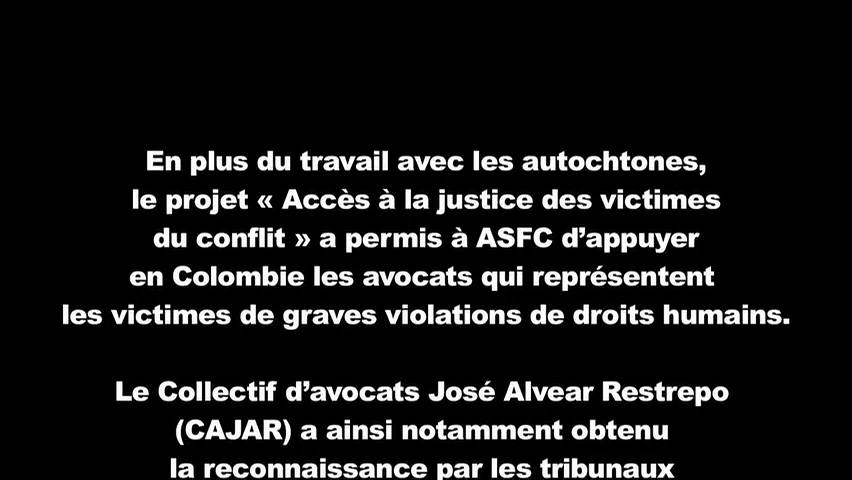 En plus du travail avec les autochtones,
le projet « Accès à la justice des victimes
du conflit » a permis à ASFC d’appuyer
en Colombie les avocats qui représentent
les victimes de graves violations de droits humains.
Le Collectif d’avocats José Alvear Restrepo
(CAJAR) a ainsi notamment obtenu
la reconnaissance par les tribunaux